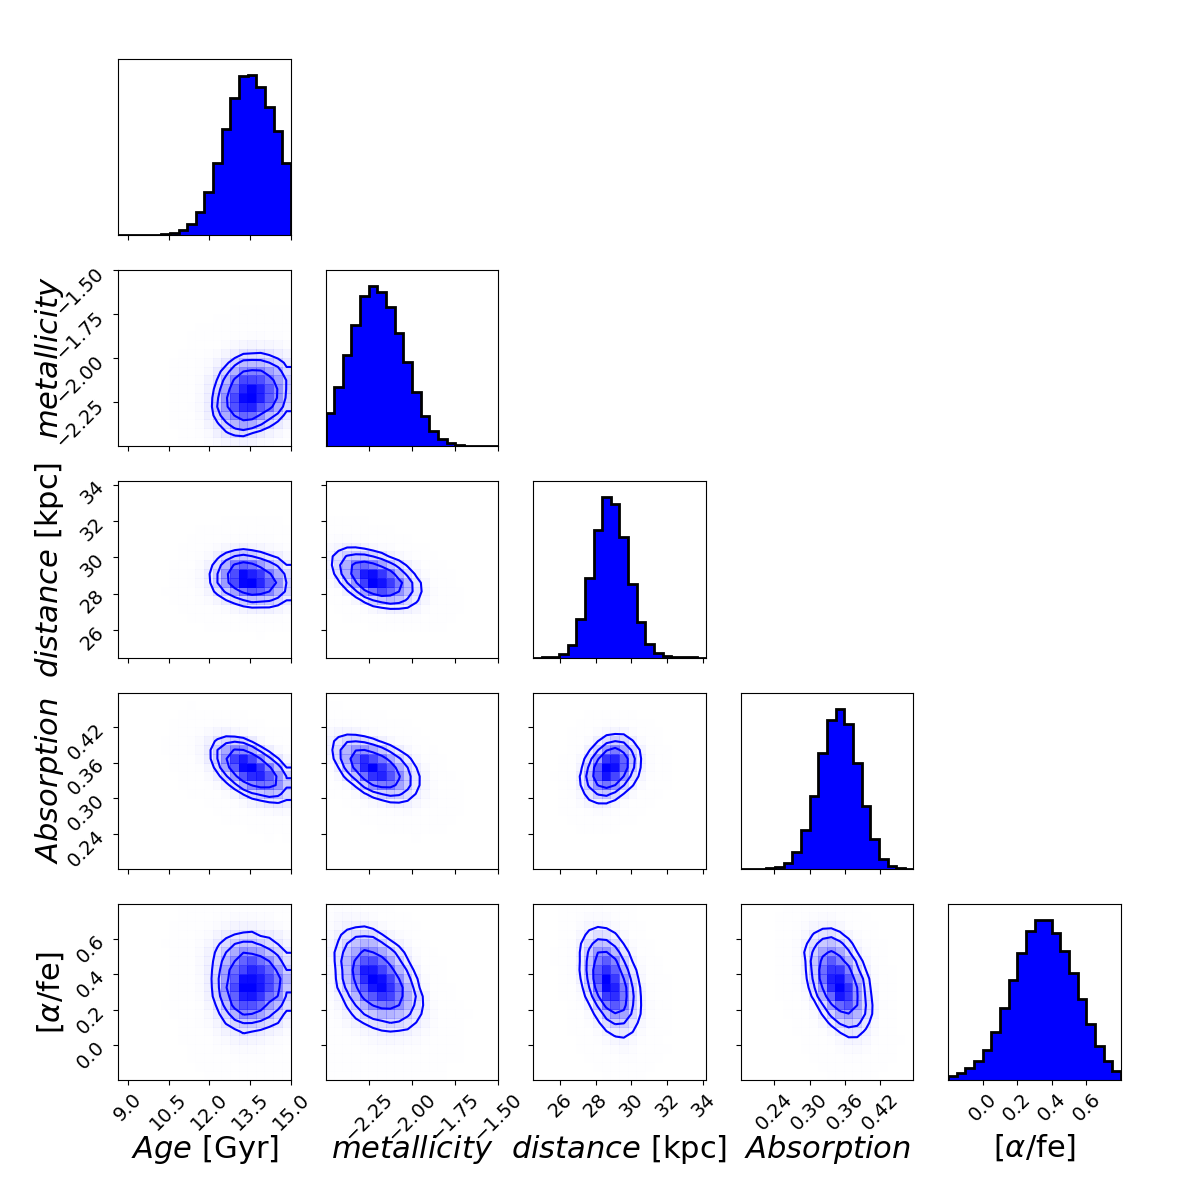 metallicity
−1.50
−1.75
−2.00
−2.25
distance [kpc]
34
32
30
28
26
Absorption
0.42
0.36
0.30
0.24
[α/fe]
0.6
0.4
0.2
0.0
9.0 10.5 12.0 13.5 15.0
−2.25 −2.00 −1.75 −1.50
26 28 30 32 34
0.24 0.30 0.36 0.42
0.0 0.2 0.4 0.6
Age [Gyr] metallicity distance [kpc] Absorption [α/fe]